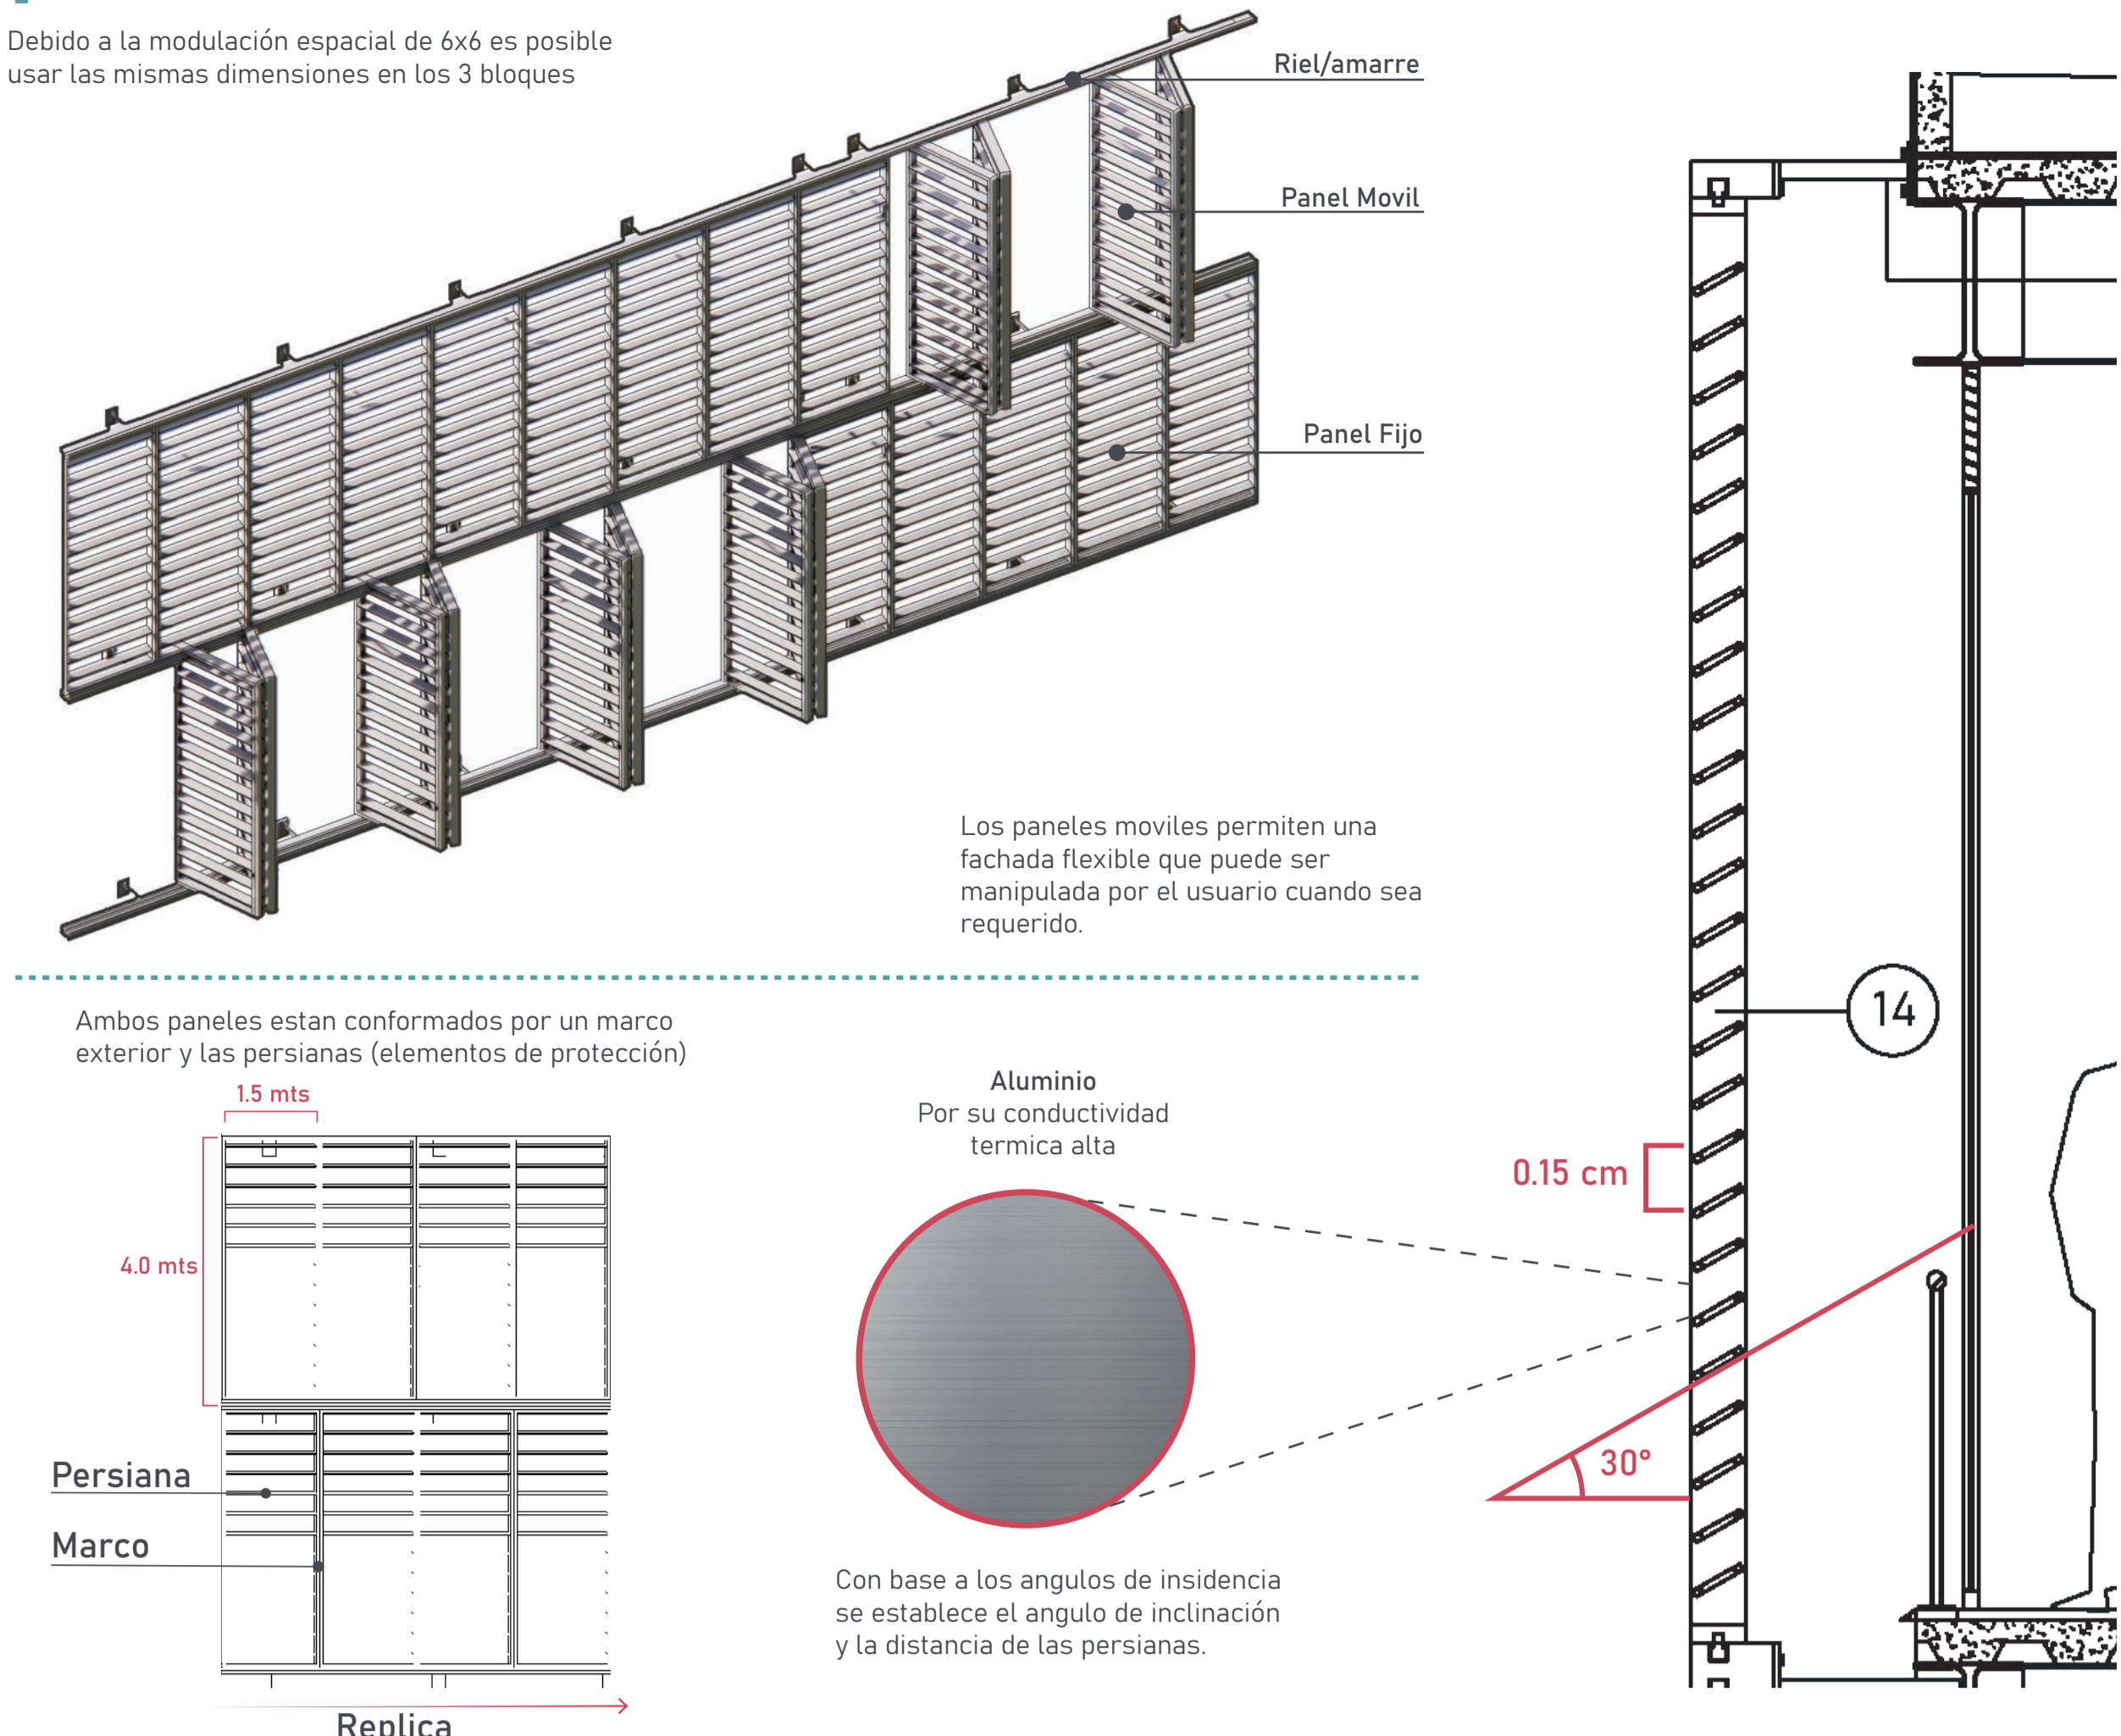 Debido a la modulación espacial de 6x6 es posible
usar las mismas dimensiones en los 3 bloques
Riel/amarre
Panel Movil
Panel Fijo
Los paneles moviles permiten una
fachada flexible que puede ser
manipulada por el usuario cuando sea
requerido.
14
Ambos paneles estan conformados por un marco
exterior y las persianas (elementos de protección)
1.5 mts
4.0 mts
Persiana
Marco
Replica
Aluminio
Por su conductividad
termica alta
0.15 cm
30°
Con base a los angulos de insidencia
se establece el angulo de inclinación
y la distancia de las persianas.